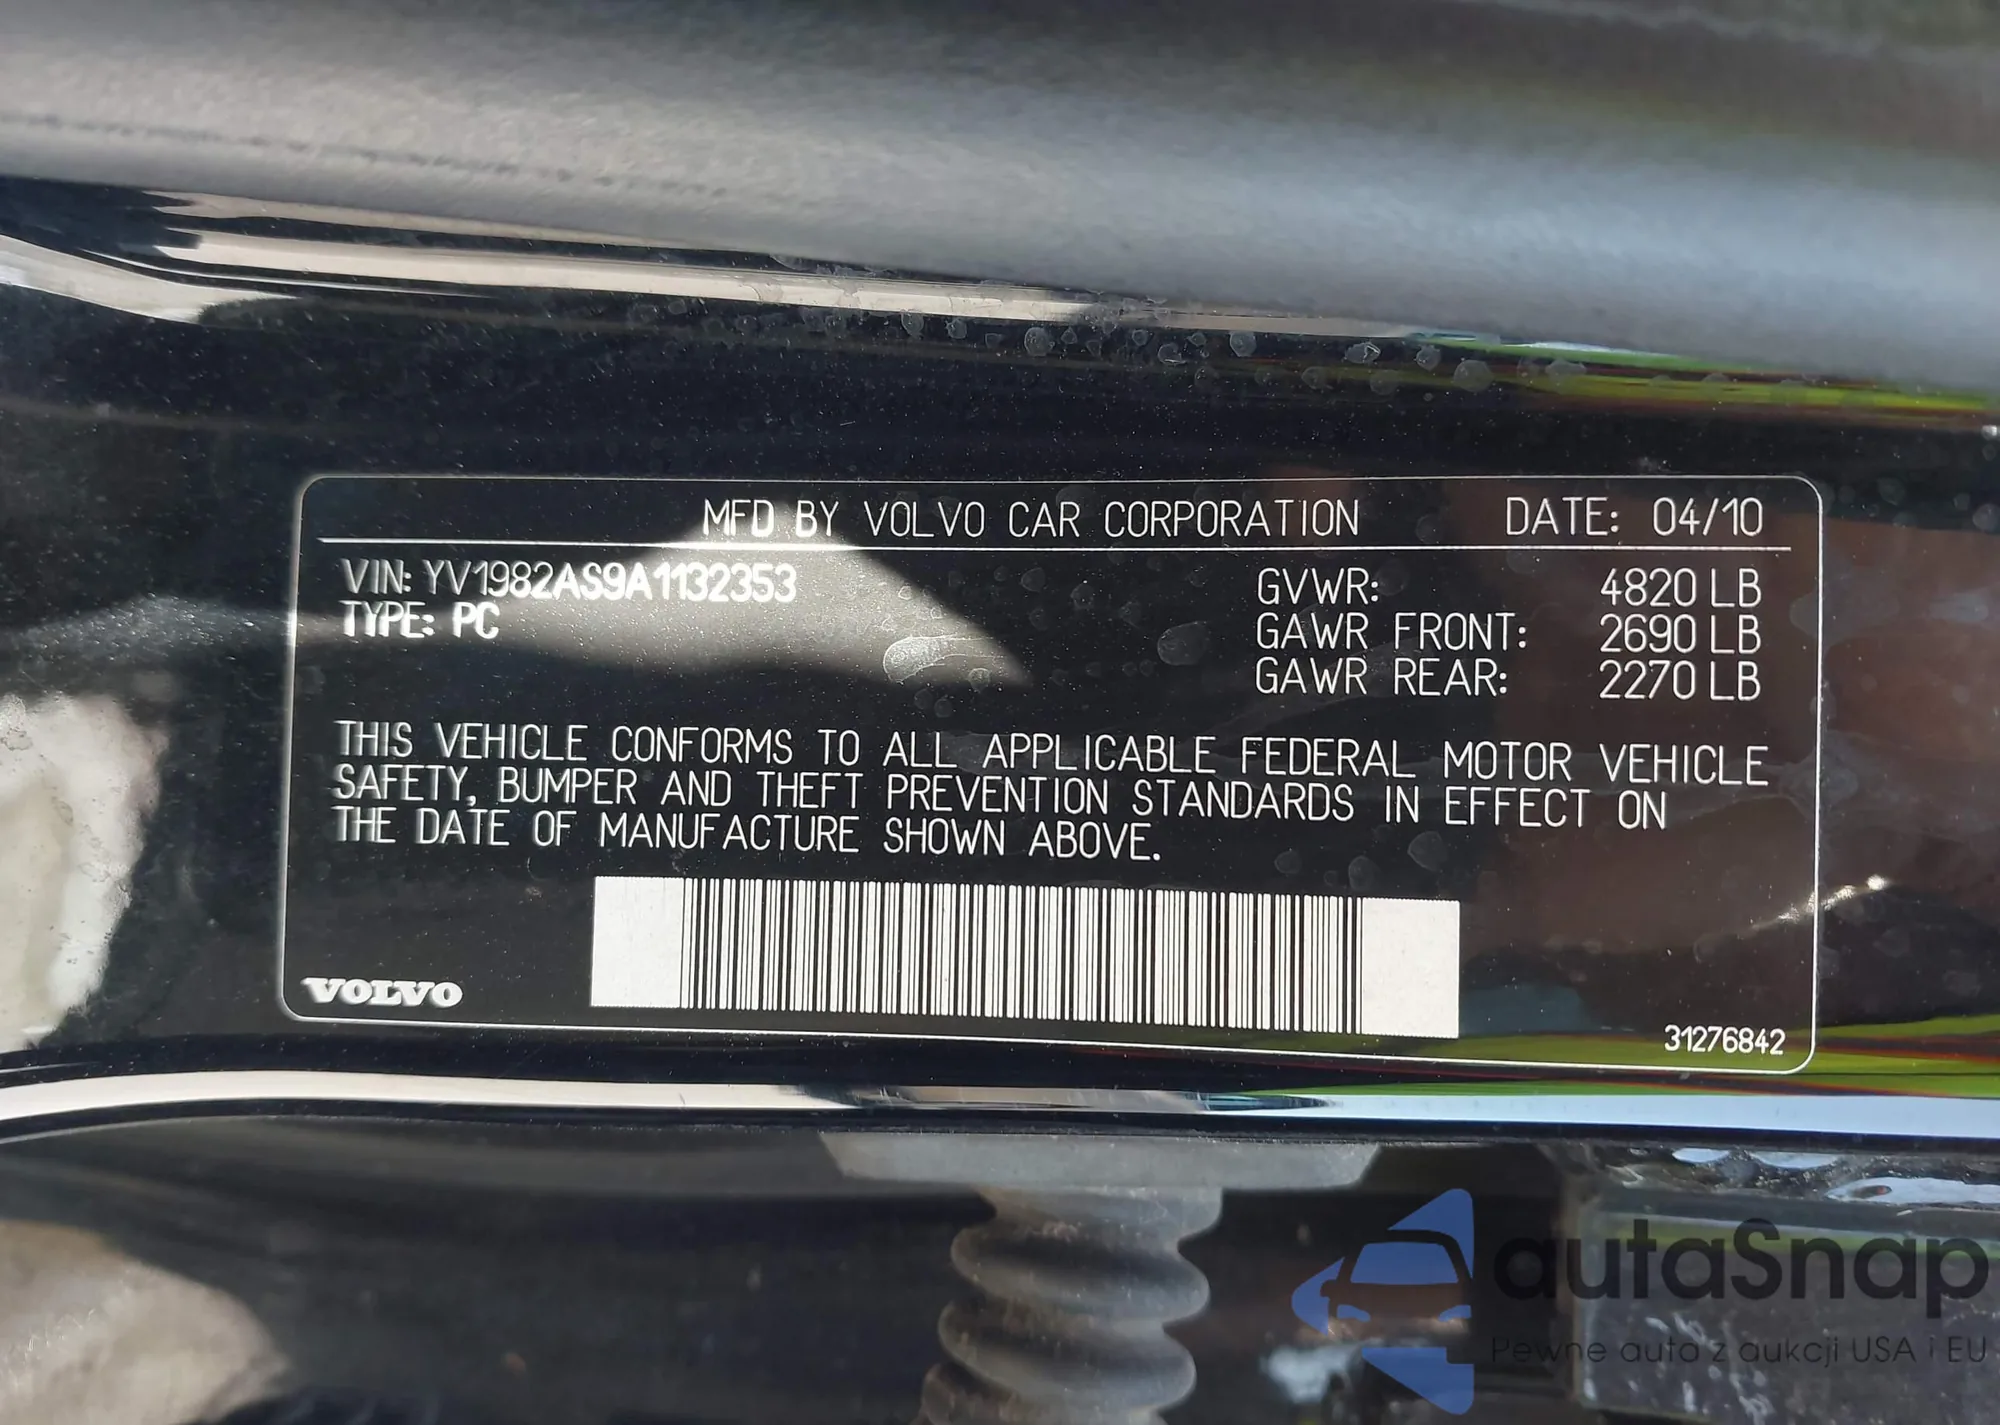 MFD BY VOLVO CAR CORPORATION DATE: 04/10
VIN: YV1982AS9A1132353 GVWR: 4820 LB
TYPE: PC GAWR FRONT: 2690 LB
GAWR REAR: 2270 LB
THIS VEHICLE CONFORMS TO ALL APPLICABLE FEDERAL MOTOR VEHICLE
SAFETY, BUMPER AND THEFT PREVENTION STANDARDS IN EFFECT ON
THE DATE OF MANUFACTURE SHOWN ABOVE.
VOLVO
31276842
autaSnap
Pewne auta z aukcji USA i EU